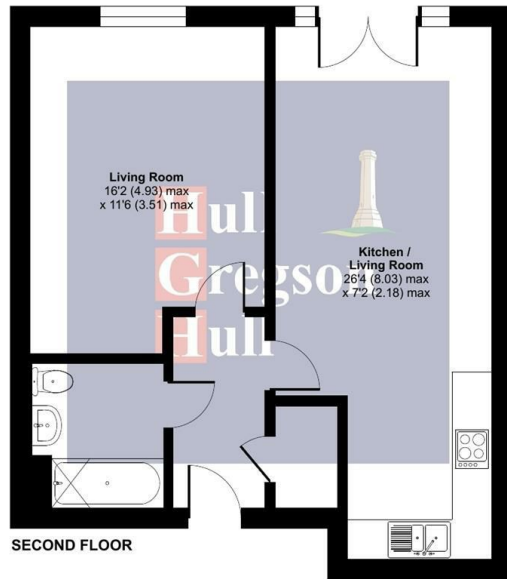 Living Room
16'2 (4.93) max
x 11'6 (3.51) max
Hull
Gregson
Hull
Kitchen /
Living Room
26'4 (8.03) max
x 7'2 (2.18) max
SECOND FLOOR